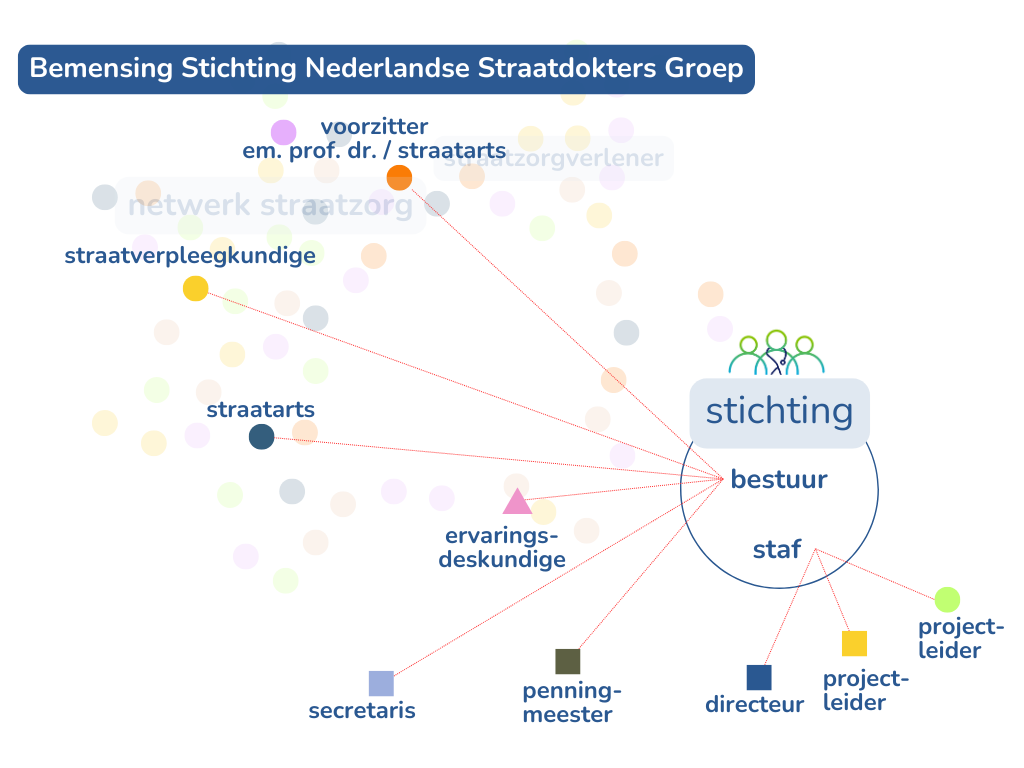 Bemensing Stichting Nederlandse Straatdokters Groep
voorzitter
em. prof. dr. / straatarts
straatzorgverlener
netwerk straatzorg
straatverpleegkundige
stichting
straatarts
bestuur
ervarings-
deskundige
staf
project-
leider
project-
leider
penning-
meester
directeur
secretaris